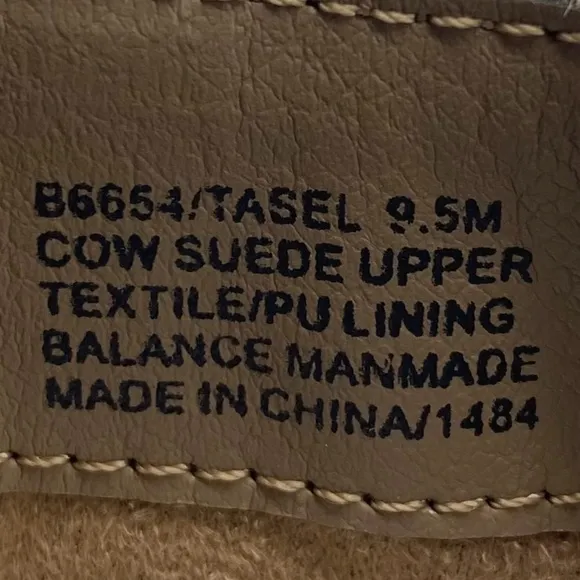 B6654/TASEL 9.5M
COW SUEDE UPPER
TEXTILE/PU LINING
BALANCE MANMADE
MADE IN CHINA/1484